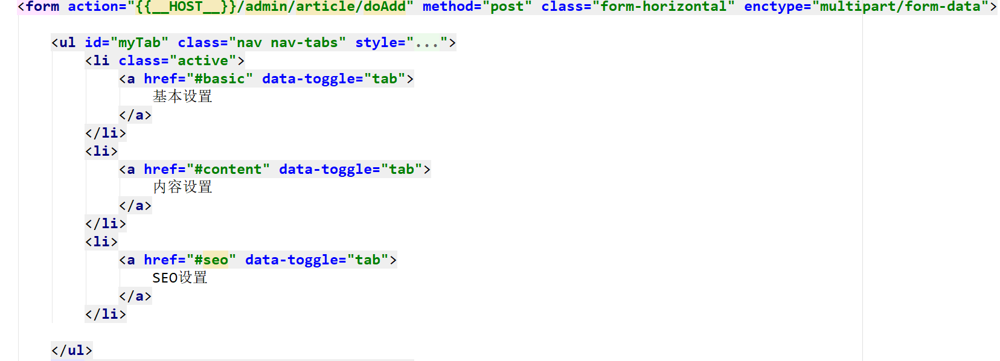 <form action="{{__HOST__}}/admin/article/doAdd" method="post" class="form-horizontal" enctype="multipart/form-data">
<ul id="myTab" class="nav nav-tabs" style="...">
<li class="active">
<a href="#basic" data-toggle="tab">
基本设置
</a>
</li>
<li>
<a href="#content" data-toggle="tab">
内容设置
</a>
</li>
<li>
<a href="#seo" data-toggle="tab">
SEO设置
</a>
</li>
</ul>